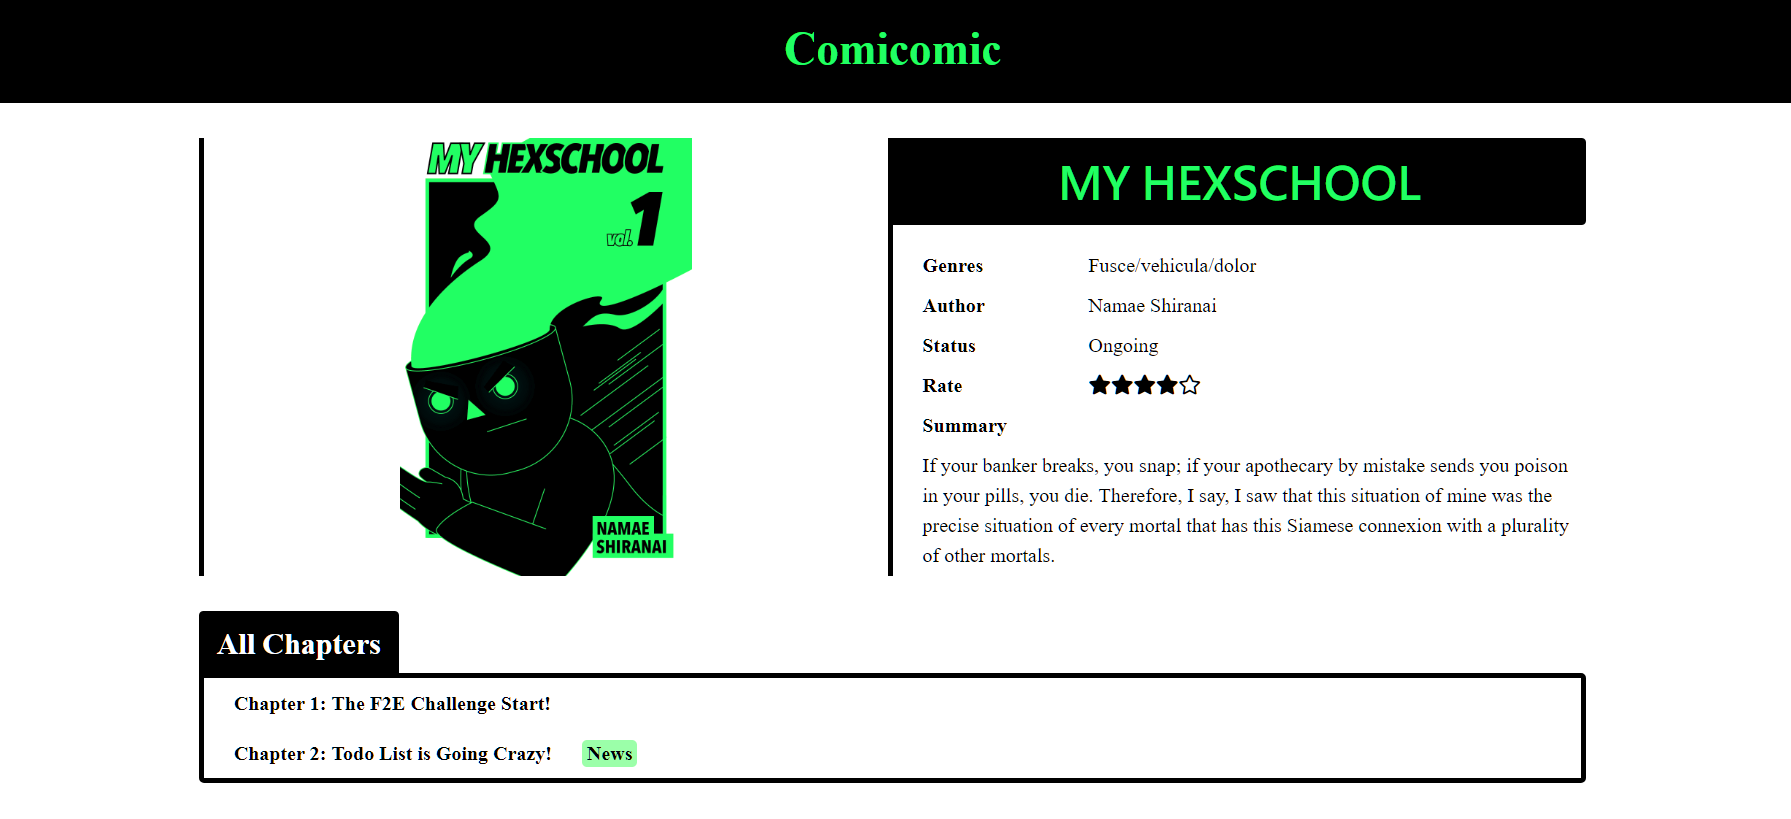 Comicomic
MY HEXSCHOOL
vol. 1
NAMAE
SHIRANAI
MY HEXSCHOOL
Genres Fusce/vehicula/dolor
Author Namae Shiranai
Status Ongoing
Rate
Summary
If your banker breaks, you snap; if your apothecary by mistake sends you poison
in your pills, you die. Therefore, I say, I saw that this situation of mine was the
precise situation of every mortal that has this Siamese connexion with a plurality
of other mortals.
All Chapters
Chapter 1: The F2E Challenge Start!
Chapter 2: Todo List is Going Crazy! News